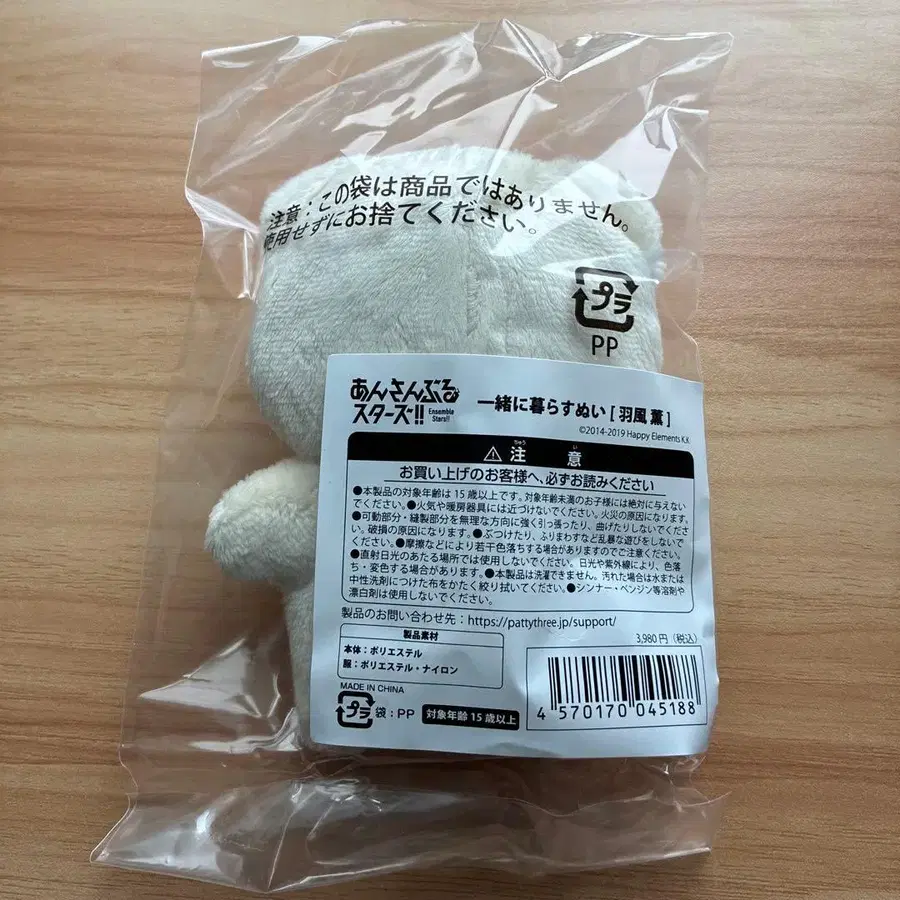 注意：この袋は商品ではありません。
使用せずにお捨てください。
プラ
PP
あんさんぶる
スターズ!!
Ensemble
Stars!!
一緒に暮らすぬい [ 羽風 薫 ]
©2014-2019 Happy Elements K.K
⚠注意
ちゅう い
お買い上げのお客様へ、必ずお読みください
●本製品の対象年齢は 15 歳以上です。対象年齢未満のお子様には絶対に与えない
でください。●火気や暖房器具には近づけないでください。火災の原因になります。
●可動部分・縫製部分を無理な方向に強く引っ張ったり、曲げたりしないでくださ
い。破損の原因になります。●ぶつけたり、ふりまわすなど乱暴な遊びをしないで
ください。●摩擦などにより若干色落ちする場合がありますのでご注意ください。
●直射日光のあたる場所では使用しないでください。日光や紫外線により、色落
ち・変色する場合があります。●本製品は洗濯できません。汚れた場合は水または
中性洗剤につけた布をかたく絞り拭いてください。●シンナー・ベンジン等溶剤や
漂白剤は使用しないでください。
製品のお問い合わせ先：https://pattythree.jp/support/
3,980 円（税込）
製品素材
本体：ポリエステル
服：ポリエステル・ナイロン
MADE IN CHINA
プラ 袋：PP 対象年齢 15 歳以上
4 570170 045188